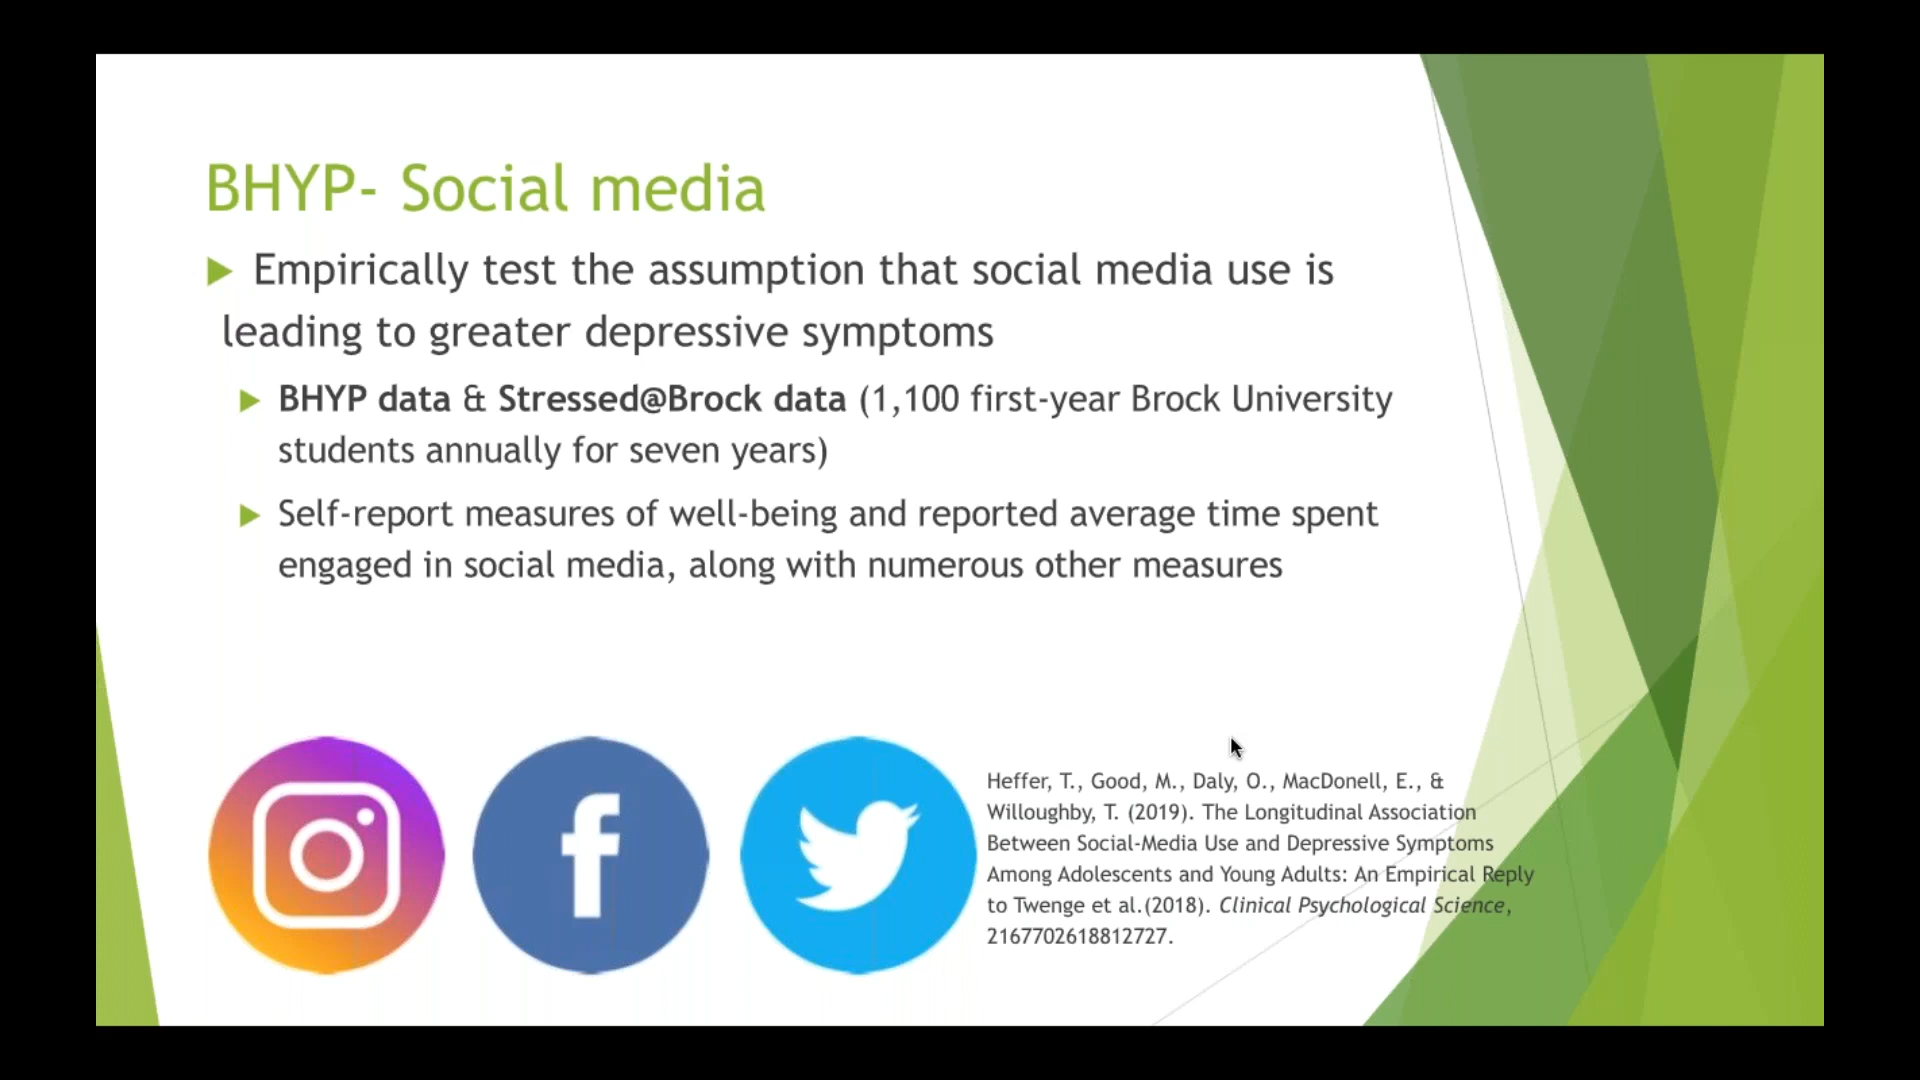 BHYP- Social media
Empirically test the assumption that social media use is
leading to greater depressive symptoms
BHYP data & Stressed@Brock data (1,100 first-year Brock University
students annually for seven years)
Self-report measures of well-being and reported average time spent
engaged in social media, along with numerous other measures
Heffer, T., Good, M., Daly, O., MacDonell, E., &
Willoughby, T. (2019). The Longitudinal Association
Between Social-Media Use and Depressive Symptoms
Among Adolescents and Young Adults: An Empirical Reply
to Twenge et al.(2018). Clinical Psychological Science,
2167702618812727.